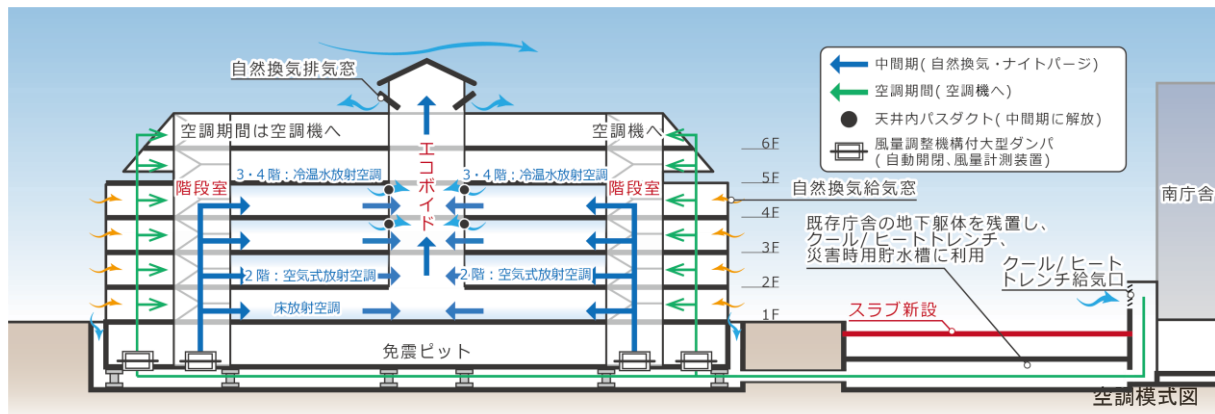 自然換気排気窓
中間期(自然換気・ナイトパージ)
空調期間(空調機へ)
天井内パスダクト(中間期に解放)
風量調整機構付大型ダンパ
(自動開閉、風量計測装置)
空調期間は空調機へ
空調機へ
エコボイド
3・4階：冷温水放射空調
3・4階：冷温水放射空調
階段室
階段室
6F
5F
4F
3F
2F
1F
自然換気給気窓
南庁舎
既存庁舎の地下躯体を残置し、
クール/ヒートトレンチ、
災害時用貯水槽に利用
2階：空気式放射空調
2階：空気式放射空調
クール/ヒート
トレンチ給気口
床放射空調
スラブ新設
免震ピット
空調模式図